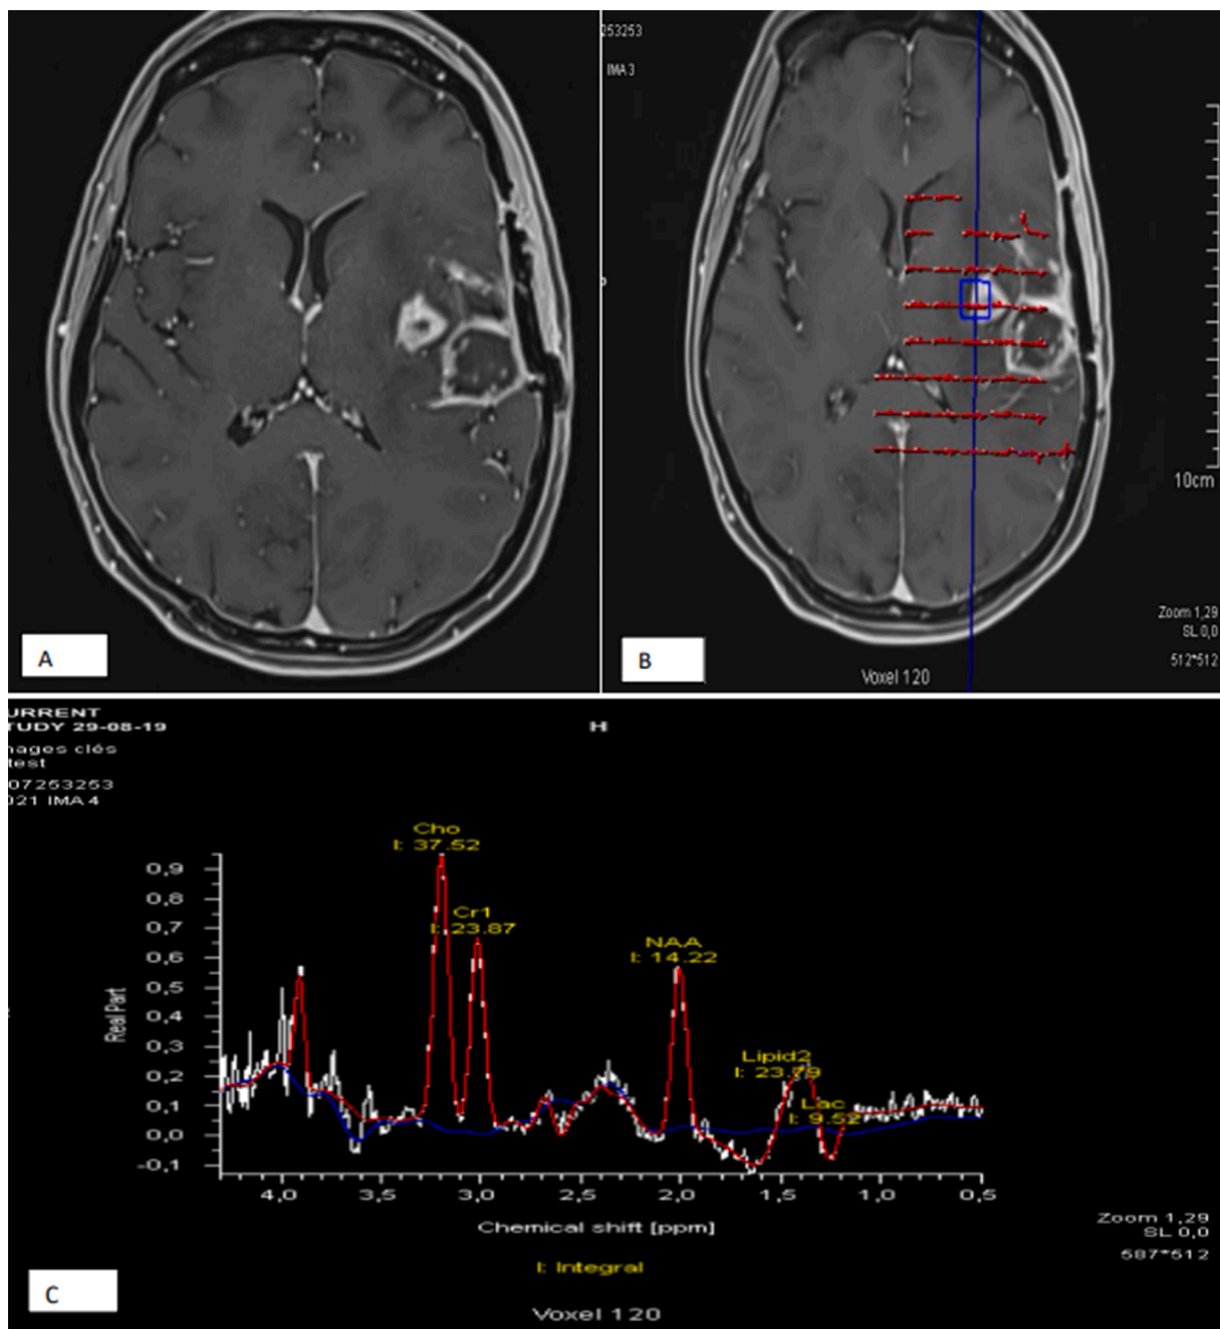 A
253253
IMA 3
10cm
Zoom 1,29
SL 0,0
512*512
B
Voxel 120
URRENT
TUDY 29-08-19
nages clés
test
07253253
021 IMA 4
H
Cho
I: 37.52
Cr1
I: 23.87
NAA
I: 14.22
Lipid2
I: 23.79
Lac
I: 9.52
Real Part
0,9
0,8
0,7
0,6
0,5
0,4
0,3
0,2
0,1
0,0
-0,1
4,0 3,5 3,0 2,5 2,0 1,5 1,0 0,5
Chemical shift [ppm]
I: Integral
Zoom 1,29
SL 0,0
587*512
C
Voxel 120